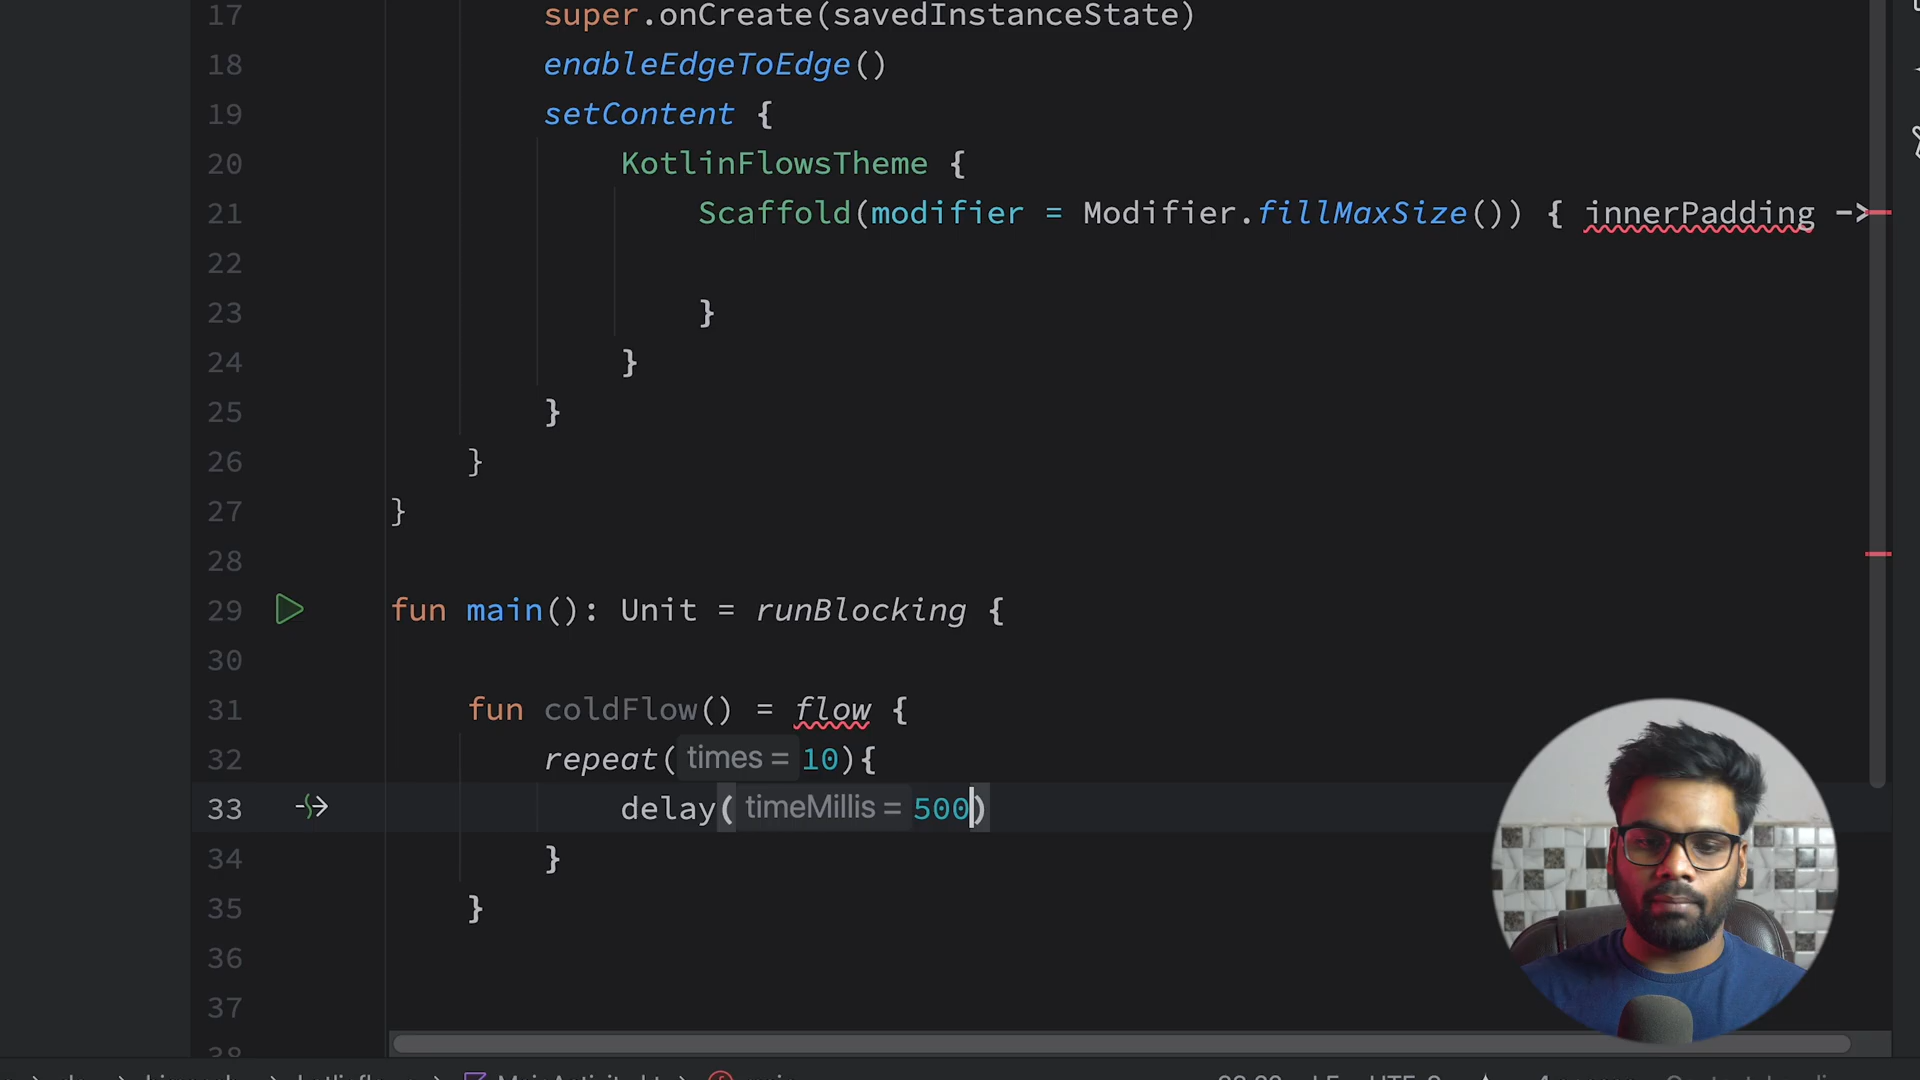 17 super.onCreate(savedInstanceState)
18 enableEdgeToEdge()
19 setContent {
20 KotlinFlowsTheme {
21 Scaffold(modifier = Modifier.fillMaxSize()) { innerPadding ->
22
23 }
24 }
25 }
26 }
27 }
28
29 fun main(): Unit = runBlocking {
30
31 fun coldFlow() = flow {
32 repeat( times = 10){
33 delay( timeMillis = 500)
34 }
35 }
36
37